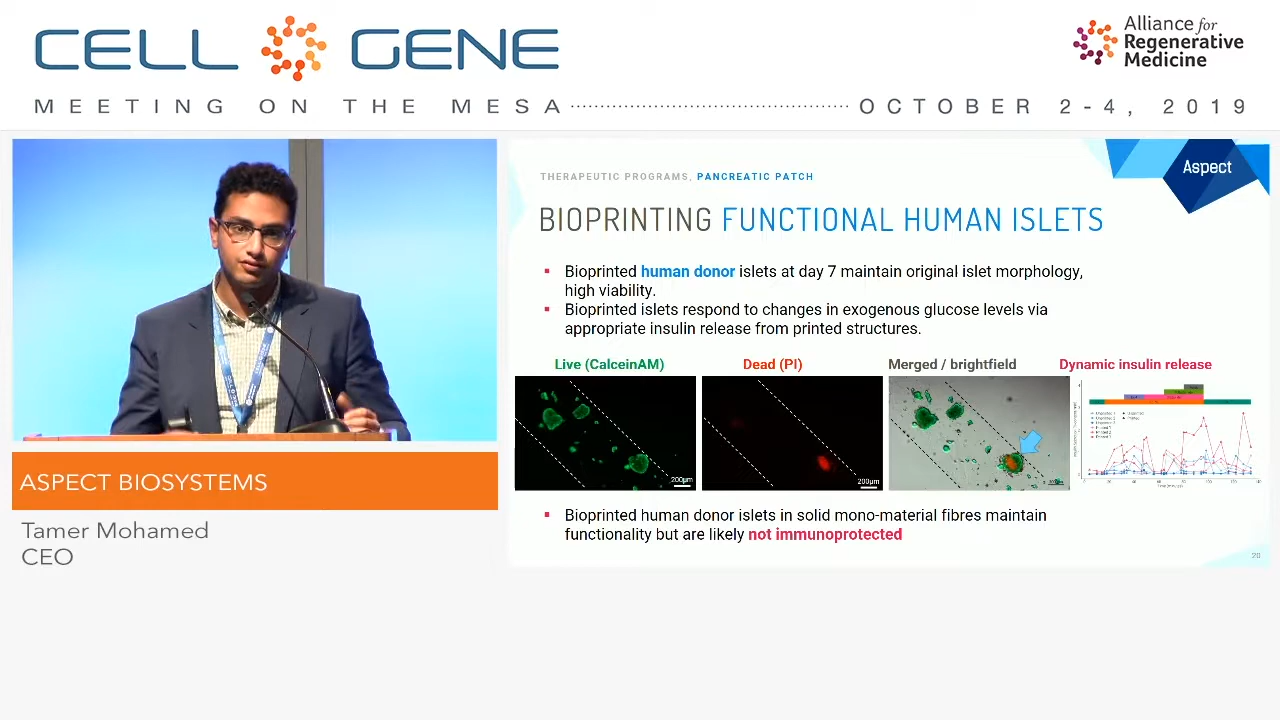 CELL GENE
Alliance for
Regenerative
Medicine
MEETING ON THE MESA
OCTOBER 2-4, 2019
THERAPEUTIC PROGRAMS, PANCREATIC PATCH
Aspect
BIOPRINTING FUNCTIONAL HUMAN ISLETS
Bioprinted human donor islets at day 7 maintain original islet morphology,
high viability.
Bioprinted islets respond to changes in exogenous glucose levels via
appropriate insulin release from printed structures.
Live (CalceinAM)
Dead (PI)
Merged / brightfield
Dynamic insulin release
200µm
200µm
Bioprinted human donor islets in solid mono-material fibres maintain
functionality but are likely not immunoprotected
20
ASPECT BIOSYSTEMS
Tamer Mohamed
CEO